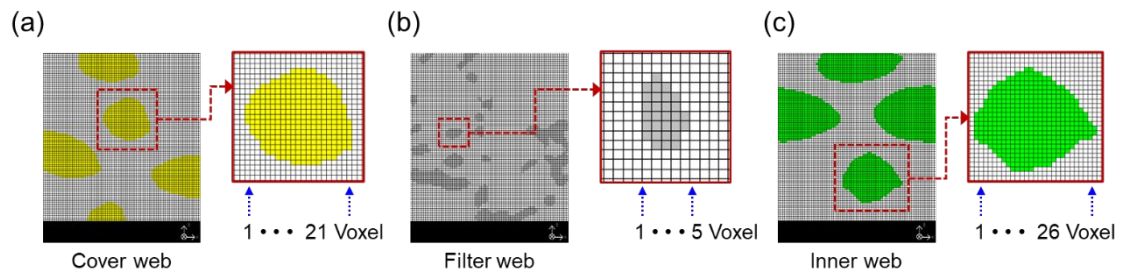 (a)
(b)
(c)
1 • • • 21 Voxel
1 • • • 5 Voxel
1 • • • 26 Voxel
Cover web
Filter web
Inner web